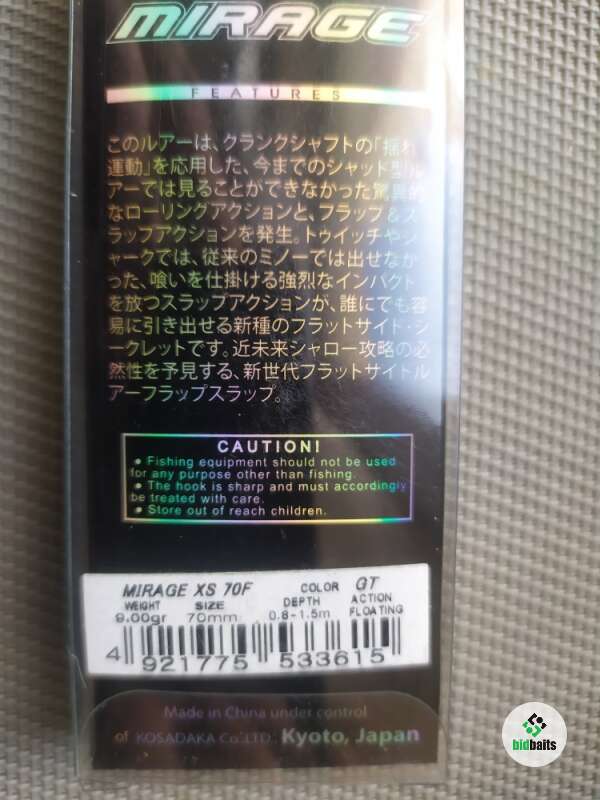 MIRAGE
FEATURES
このルアーは、クランクシャフトの「揺れ
運動」を応用した、今までのシャッド型ル
アーでは見ることができなかった驚異的
なローリングアクションと、フラップ&ス
ラップアクションを発生。トゥイッチやジ
ャークでは、従来のミノーでは出せなか
った、喰いを仕掛ける強烈なインパクト
を放つスラップアクションが、誰にでも容
易に引き出せる新種のフラットサイド・シ
ークレットです。近未来シャロー攻略の必
然性を予見する、新世代フラットサイトル
アーフラップスラップ。
CAUTION!
• Fishing equipment should not be used
for any purpose other than fishing.
• The hook is sharp and must accordingly
be treated with care.
• Store out of reach children.
MIRAGE XS 70F COLOR GT
WEIGHT SIZE DEPTH ACTION
9.00gr 70mm 0.8-1.5m FLOATING
4 921775 533615
Made in China under control
of KOSADAKA Co.LTD.: Kyoto, Japan
bidbaits